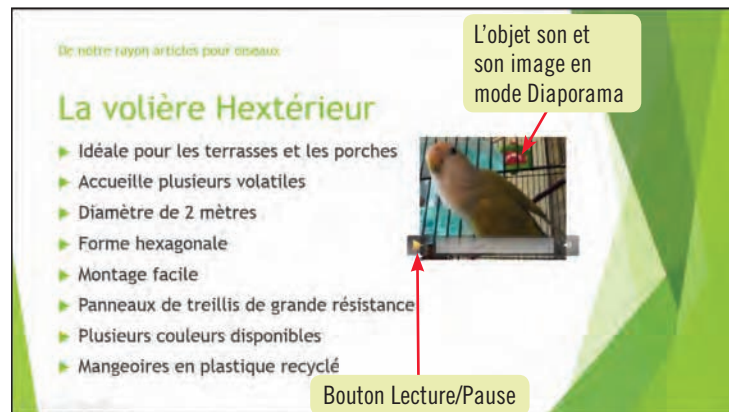 De notre rayon articles pour oiseaux
L'objet son et
son image en
mode Diaporama
La volière Hextérieur
Idéale pour les terrasses et les porches
Accueille plusieurs volatiles
Diamètre de 2 mètres
Forme hexagonale
Montage facile
Panneaux de treillis de grande résistance
Plusieurs couleurs disponibles
Mangeoires en plastique recyclé
Bouton Lecture/Pause